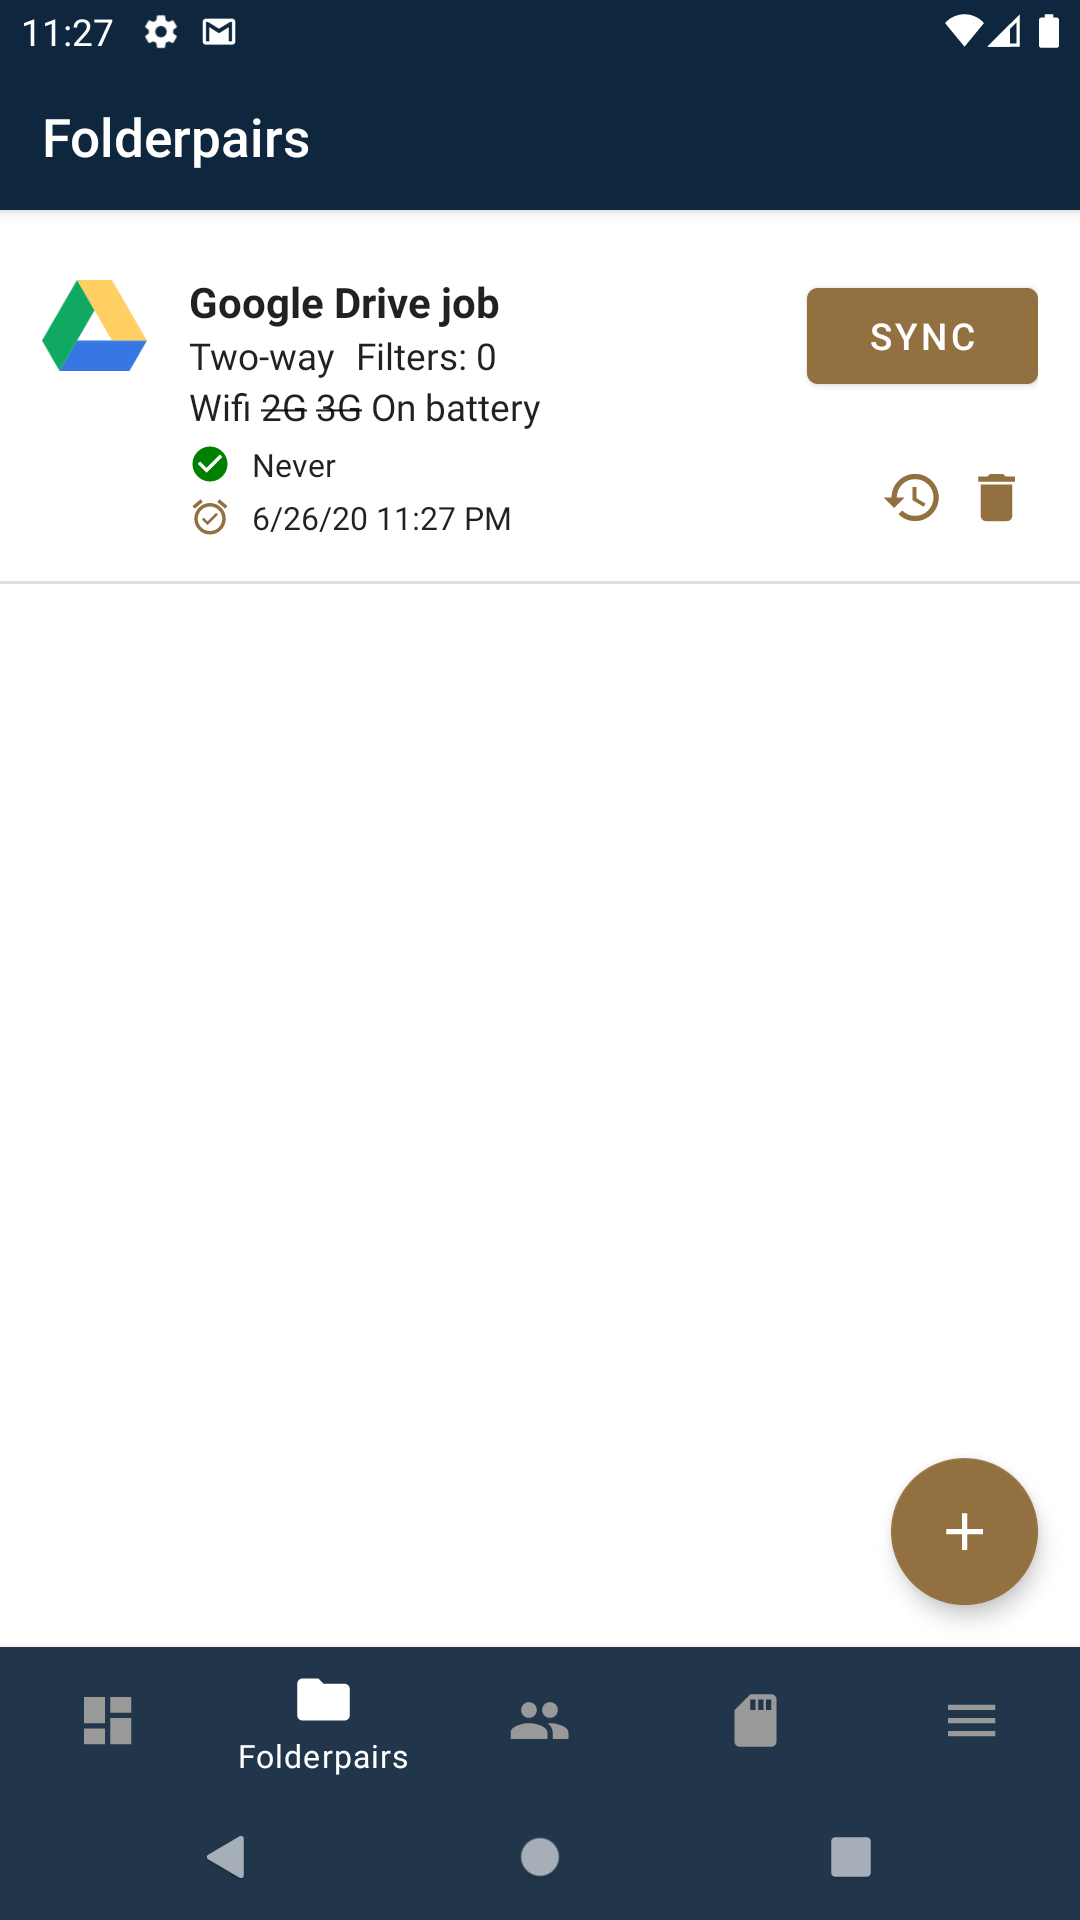 11:27
Folderpairs
Google Drive job
Two-way Filters: 0
SYNC
Wifi 2G 3G On battery
Never
6/26/20 11:27 PM
Folderpairs